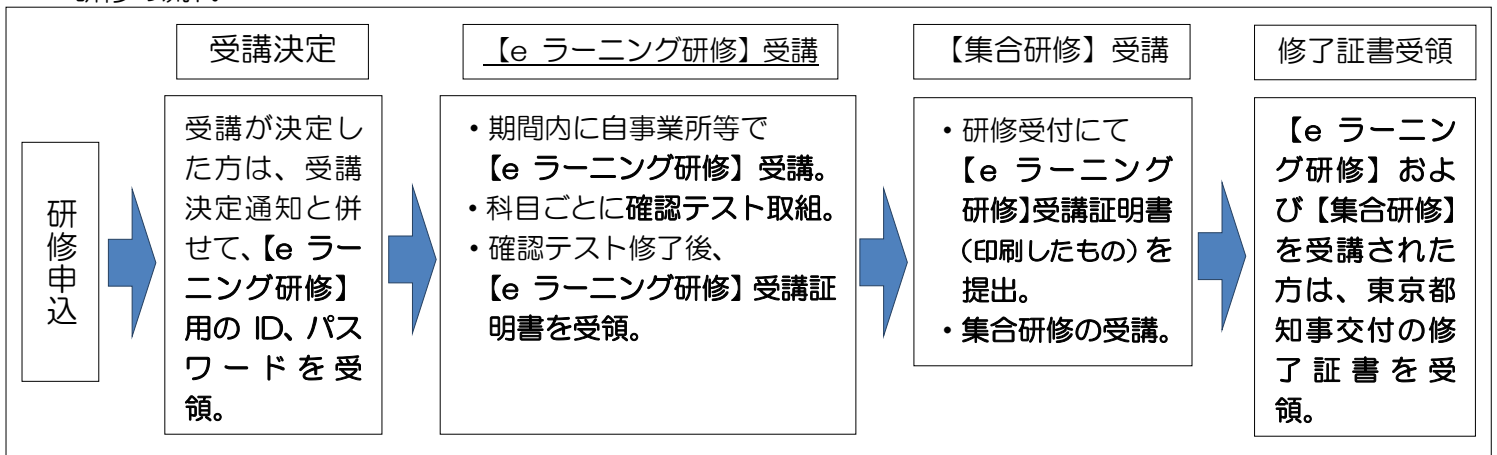 研修申込
受講決定
受講が決定し
た方は、受講
決定通知と併
せて、【e ラー
ニング研修】
用の ID、パス
ワードを受
領。
【e ラーニング研修】受講
・期間内に自事業所等で
【e ラーニング研修】受講。
・科目ごとに確認テスト取組。
・確認テスト修了後、
【e ラーニング研修】受講証
明書を受領。
【集合研修】受講
・研修受付にて
【e ラーニング
研修】受講証明書
（印刷したもの）を
提出。
・集合研修の受講。
修了証書受領
【e ラーニン
グ研修】およ
び【集合研修】
を受講された
方は、東京都
知事交付の修
了証書を受
領。